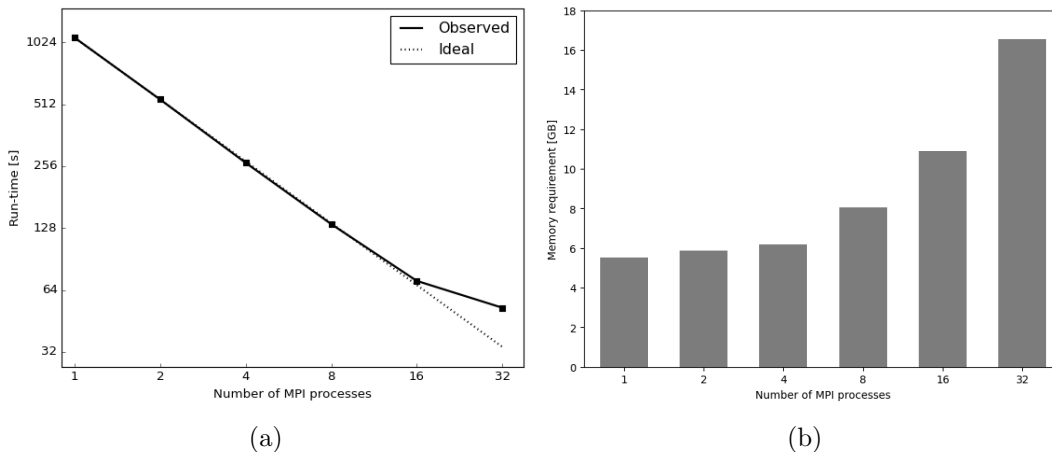 Observed
Ideal
1024
512
256
128
64
32
Run-time [s]
1 2 4 8 16 32
Number of MPI processes
(a)
18
16
14
12
10
8
6
4
2
0
Memory requirement [GB]
1 2 4 8 16 32
Number of MPI processes
(b)